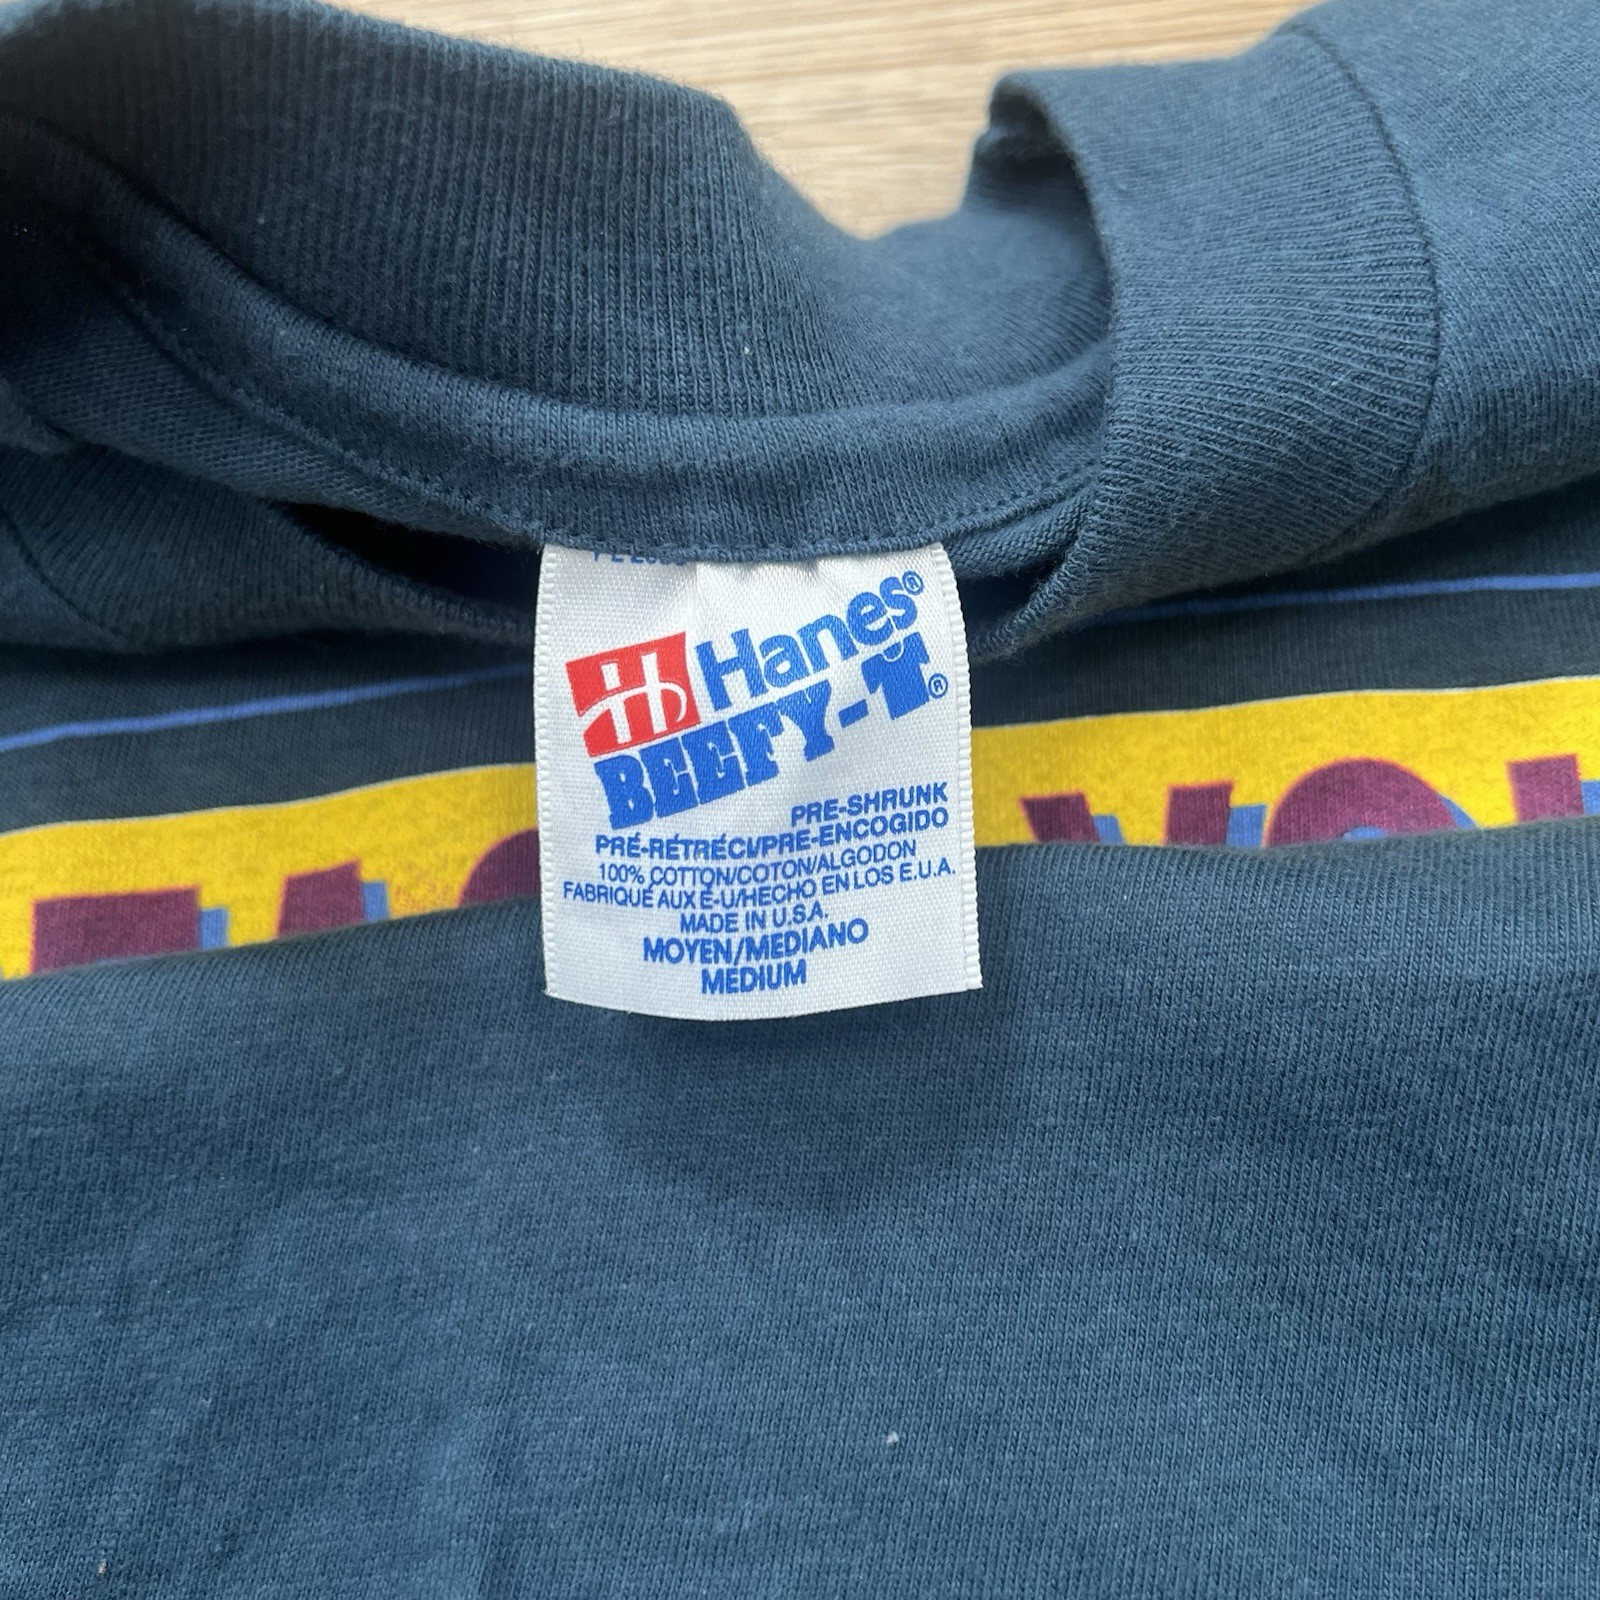 Hanes®
BEEFY-T®
PRE-SHRUNK
PRÉ-RÉTRÉCI/PRE-ENCOGIDO
100% COTTON/COTON/ALGODON
FABRIQUÉ AUX É-U/HECHO EN LOS E.U.A.
MADE IN U.S.A.
MOYEN/MEDIANO
MEDIUM